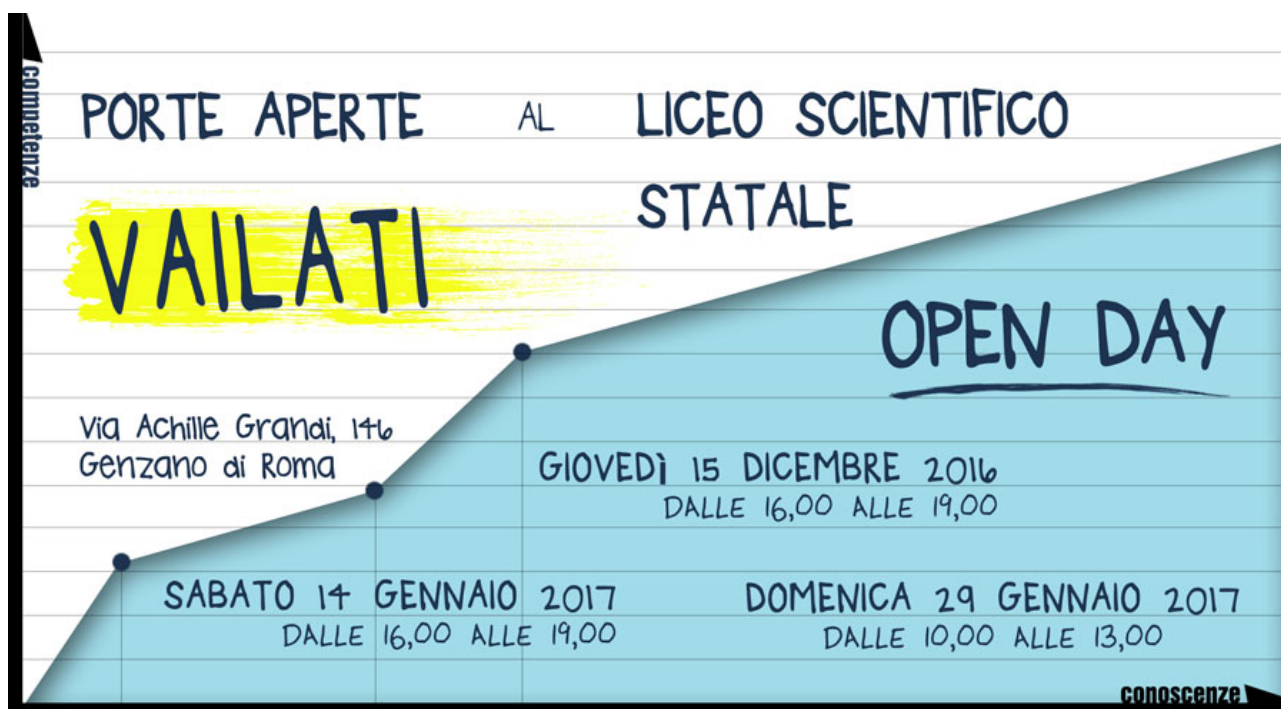 competenze
PORTE APERTE AL LICEO SCIENTIFICO
STATALE
VAILATI
OPEN DAY
Via Achille Grandi, 146
Genzano di Roma
GIOVEDÌ 15 DICEMBRE 2016
DALLE 16,00 ALLE 19,00
SABATO 14 GENNAIO 2017
DALLE 16,00 ALLE 19,00
DOMENICA 29 GENNAIO 2017
DALLE 10,00 ALLE 13,00
conoscenze